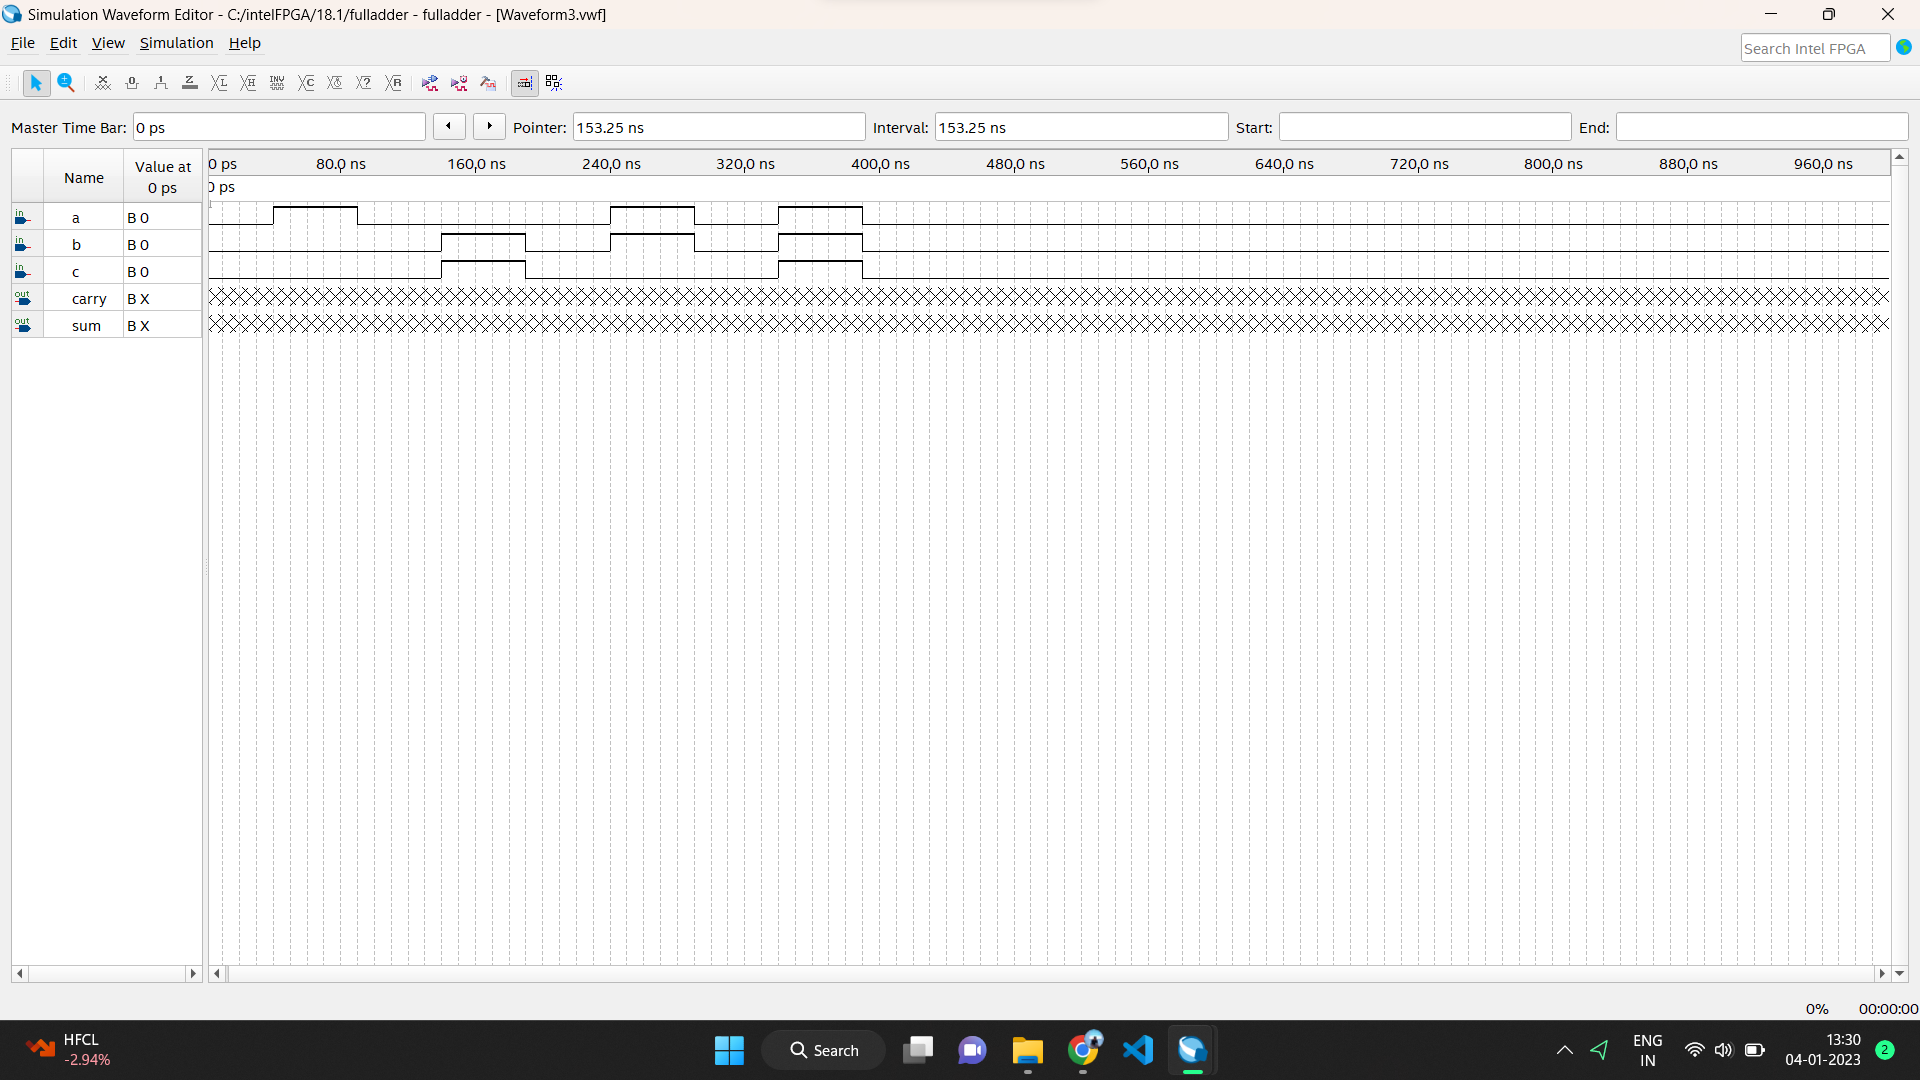 Simulation Waveform Editor - C:/intelFPGA/18.1/fulladder - fulladder - [Waveform3.vwf]
File Edit View Simulation Help
Search Intel FPGA
Master Time Bar: 0 ps Pointer: 153.25 ns Interval: 153.25 ns Start: End:
Name Value at 0 ps
0 ps 80.0 ns 160.0 ns 240.0 ns 320.0 ns 400.0 ns 480.0 ns 560.0 ns 640.0 ns 720.0 ns 800.0 ns 880.0 ns 960.0 ns
0 ps
in a B 0
in b B 0
in c B 0
out carry B X
out sum B X
0% 00:00:00
HFCL
-2.94%
Search
ENG
IN
13:30
04-01-2023
2